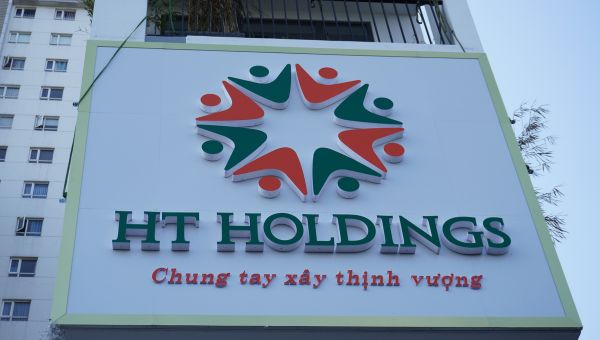 HT HOLDINGS
Chung tay xây thịnh vượng